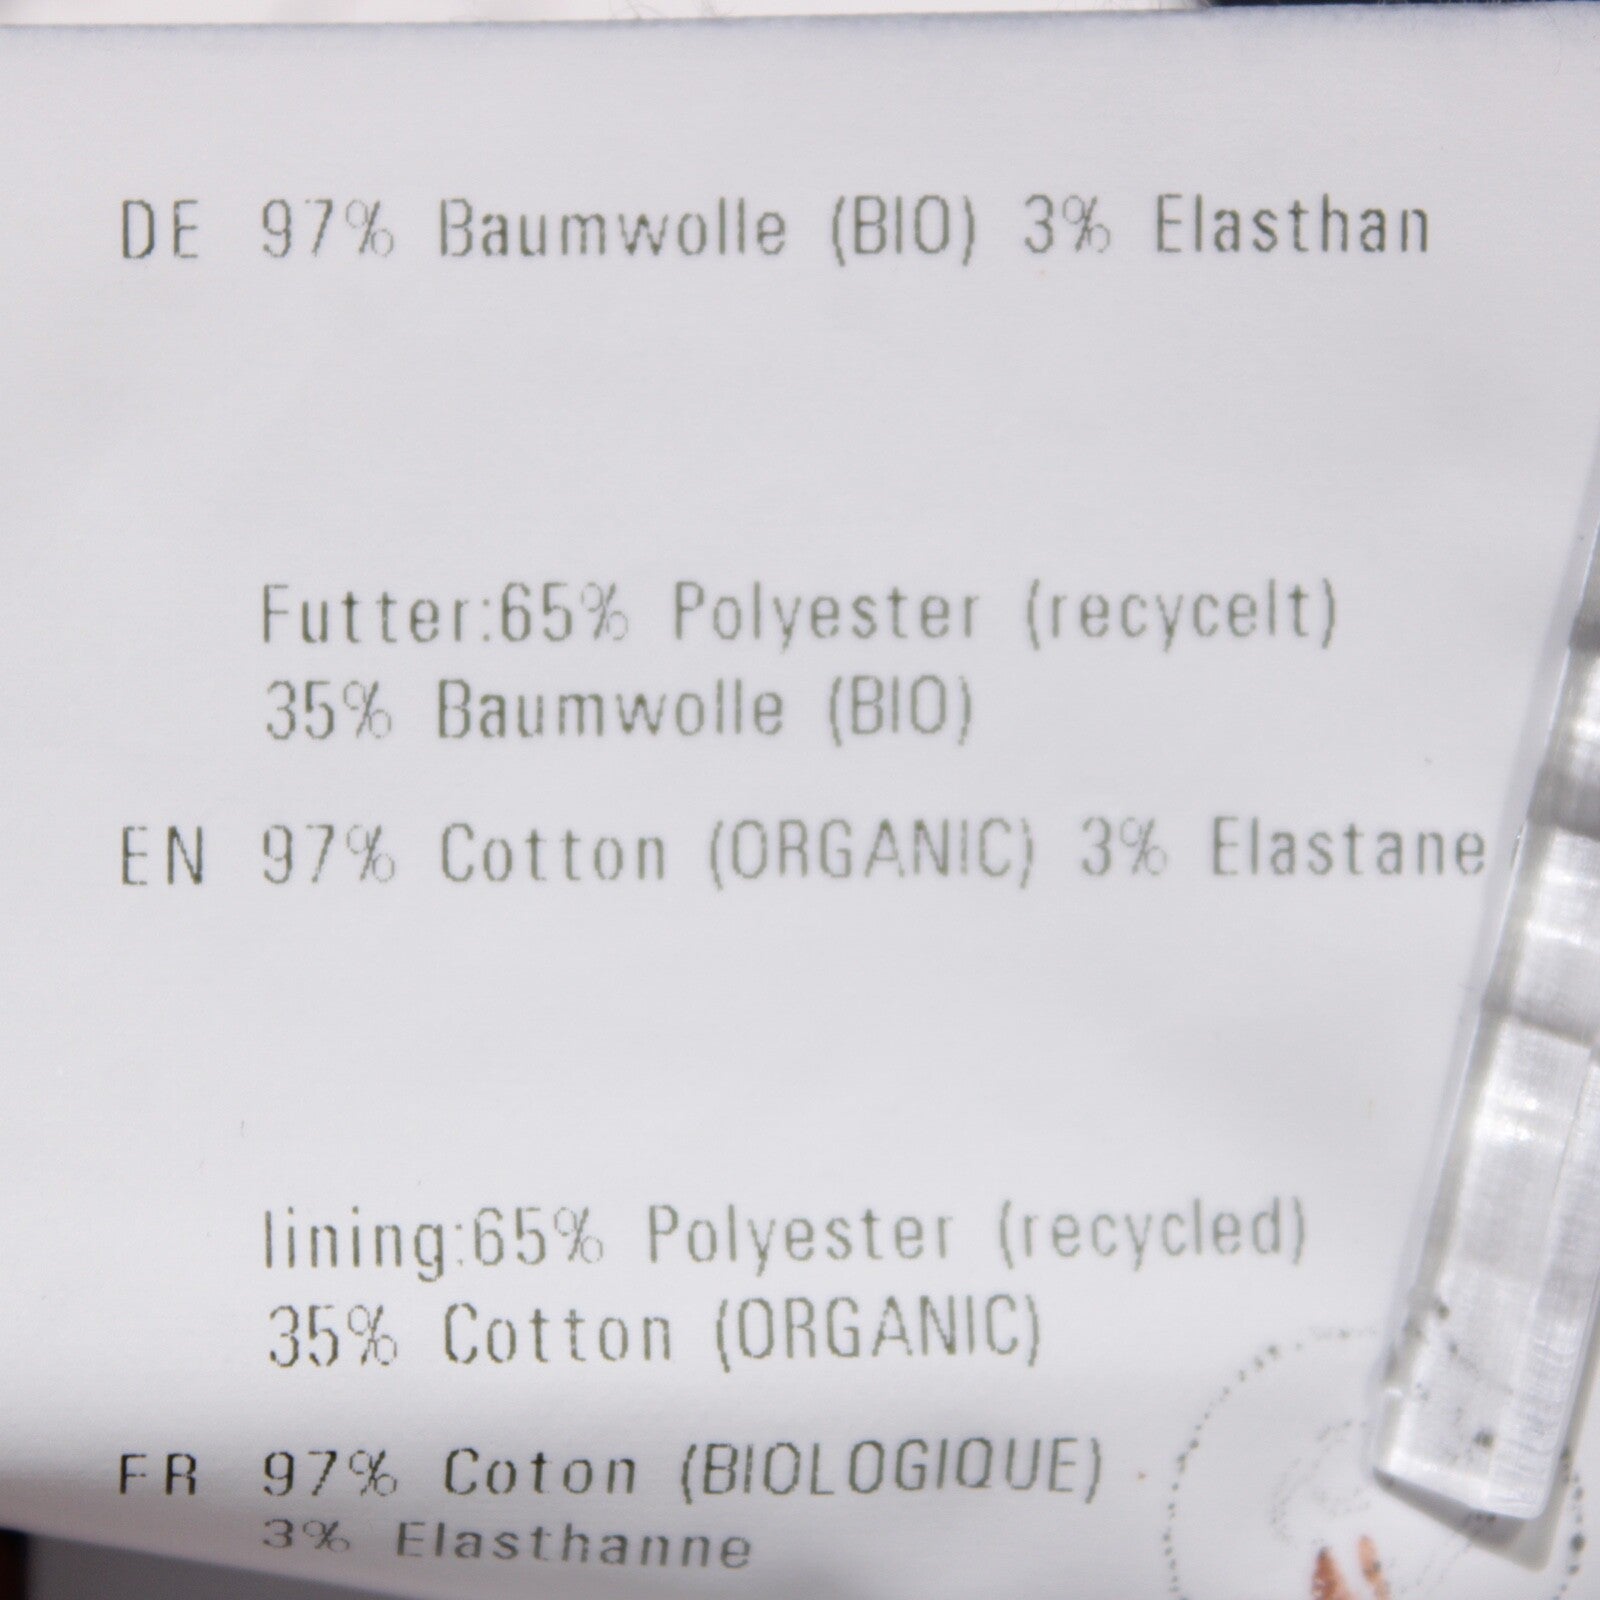 DE 97% Baumwolle (BIO) 3% Elasthan
Futter:65% Polyester (recycelt)
35% Baumwolle (BIO)
EN 97% Cotton (ORGANIC) 3% Elastane
lining:65% Polyester (recycled)
35% Cotton (ORGANIC)
FR 97% Coton (BIOLOGIQUE)
3% Elasthanne